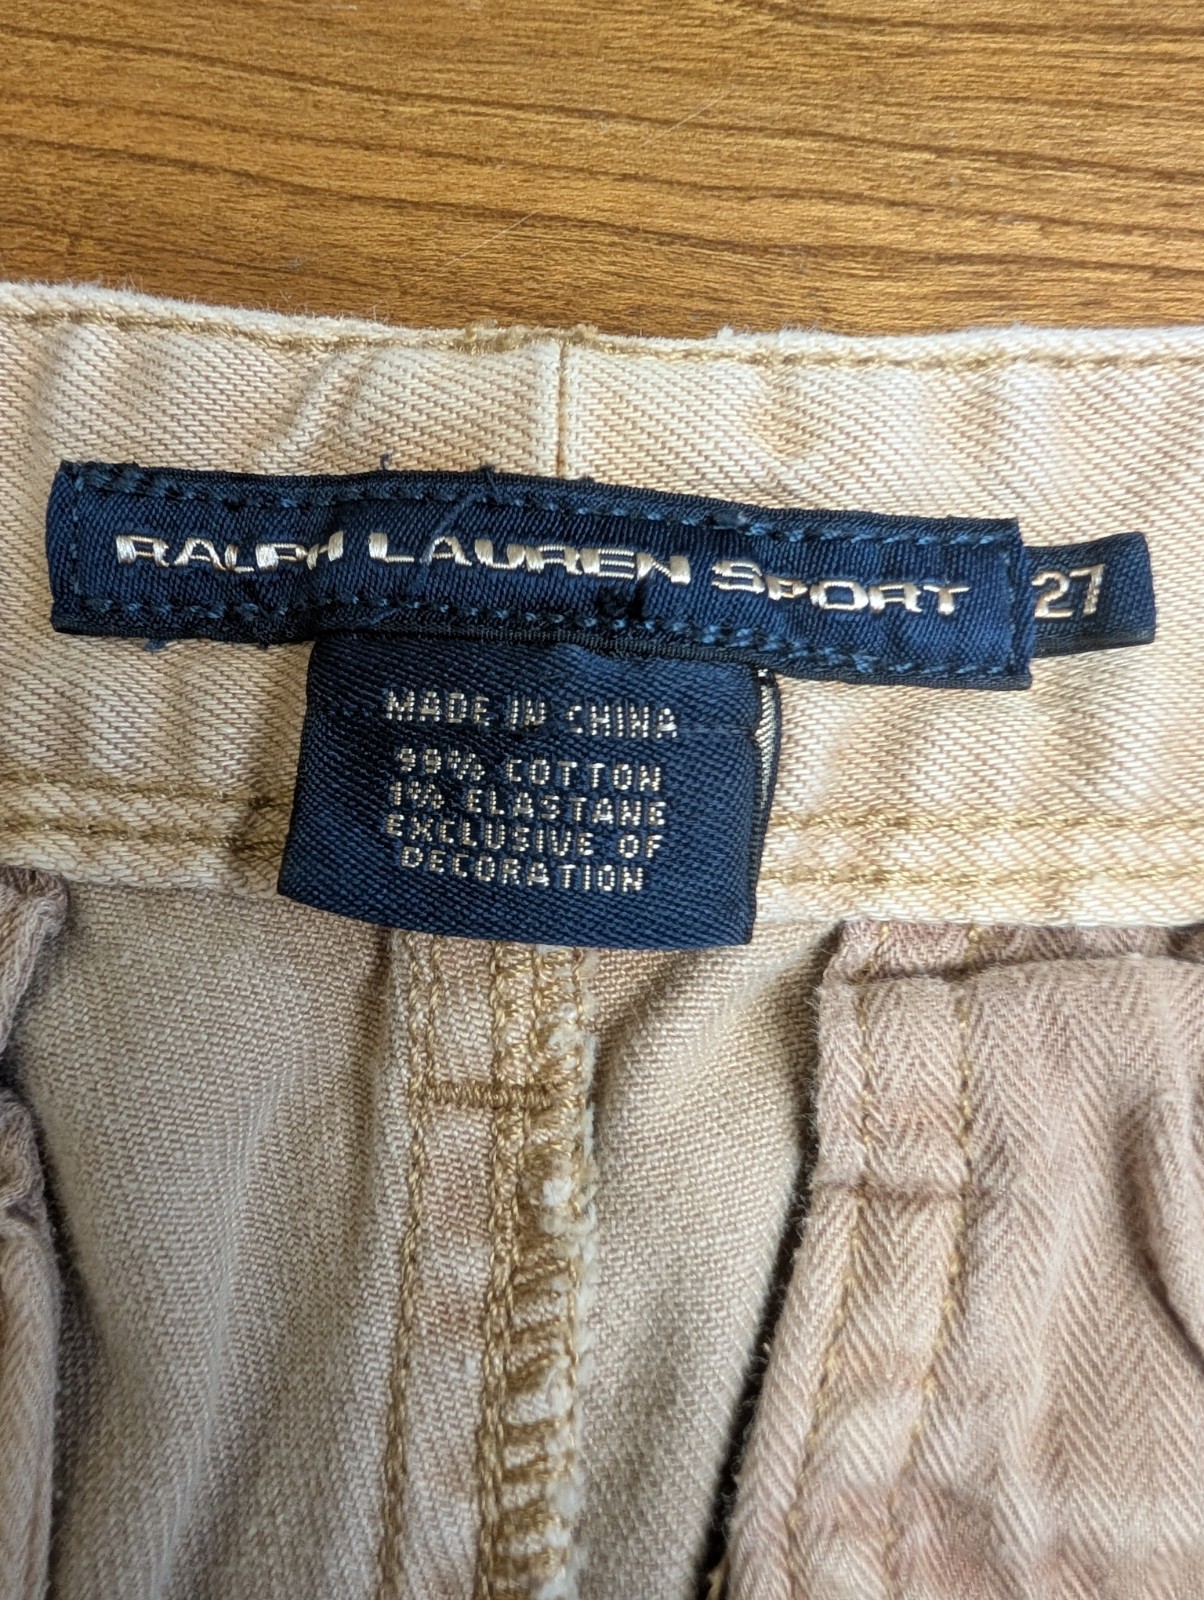 RALPH LAUREN SPORT
27
MADE IN CHINA
99% COTTON
1% ELASTANE
EXCLUSIVE OF
DECORATION